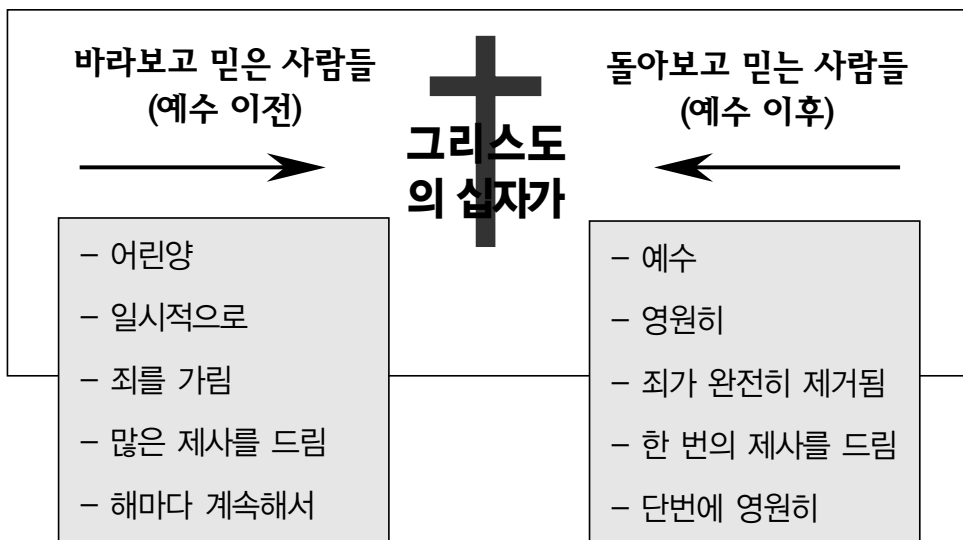 바라보고 믿은 사람들
(예수 이전)
그리스도
의 십자가
돌아보고 믿는 사람들
(예수 이후)
– 어린양
– 일시적으로
– 죄를 가림
– 많은 제사를 드림
– 해마다 계속해서
– 예수
– 영원히
– 죄가 완전히 제거됨
– 한 번의 제사를 드림
– 단번에 영원히